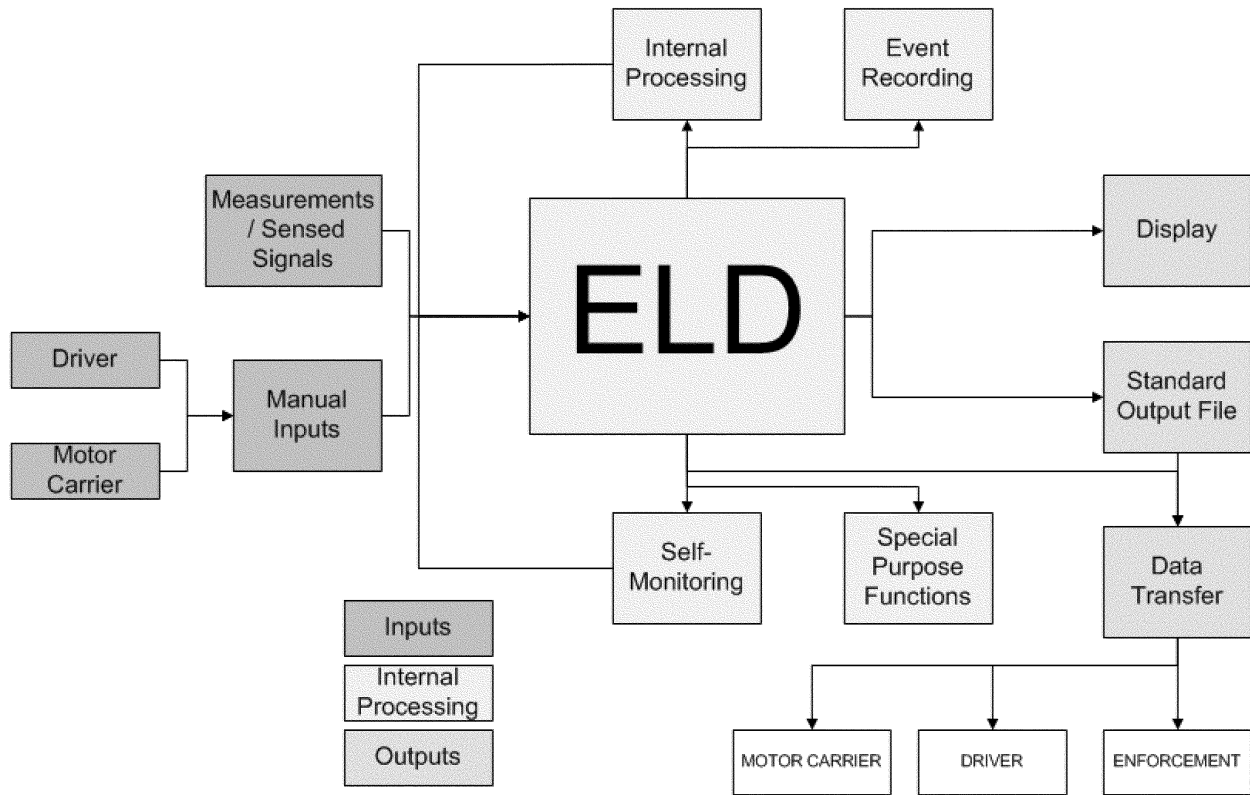 Internal
Processing
Event
Recording
Measurements
/ Sensed
Signals
ELD
Display
Driver
Manual
Inputs
Motor
Carrier
Standard
Output File
Self-
Monitoring
Special
Purpose
Functions
Data
Transfer
Inputs
Internal
Processing
Outputs
MOTOR CARRIER
DRIVER
ENFORCEMENT